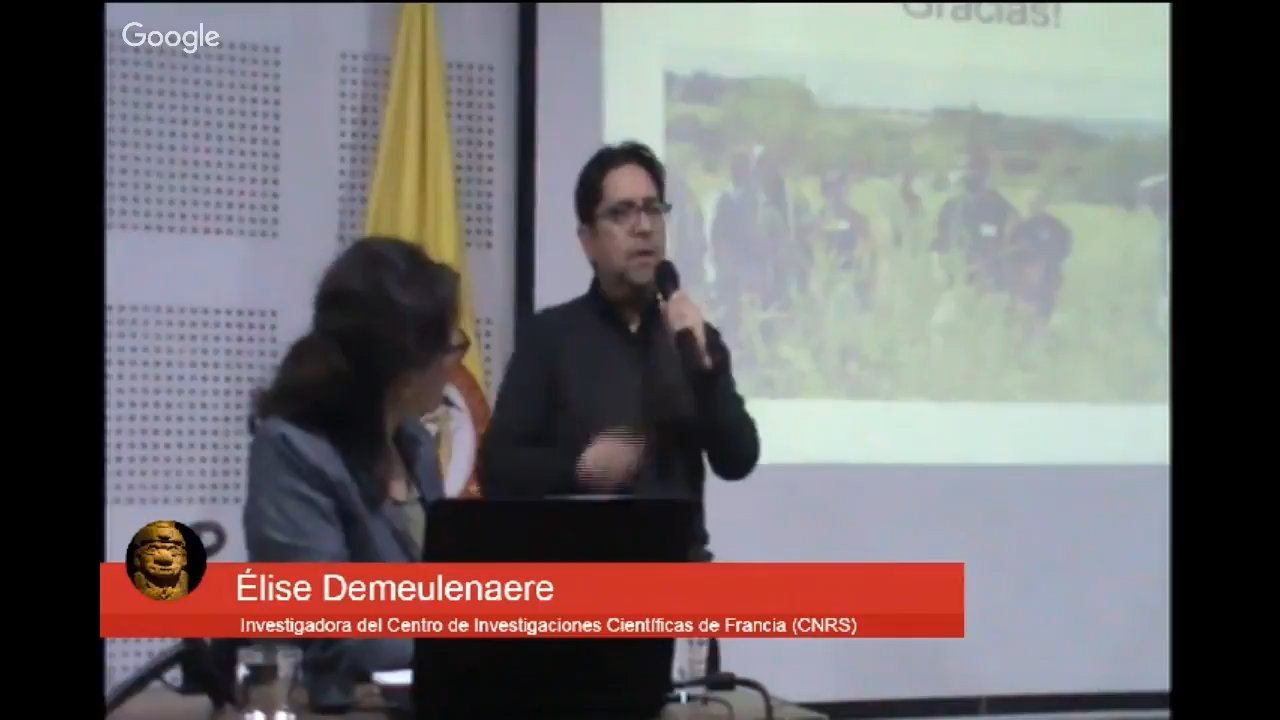 Google
Gracias!
Élise Demeulenaere
Investigadora del Centro de Investigaciones Científicas de Francia (CNRS)